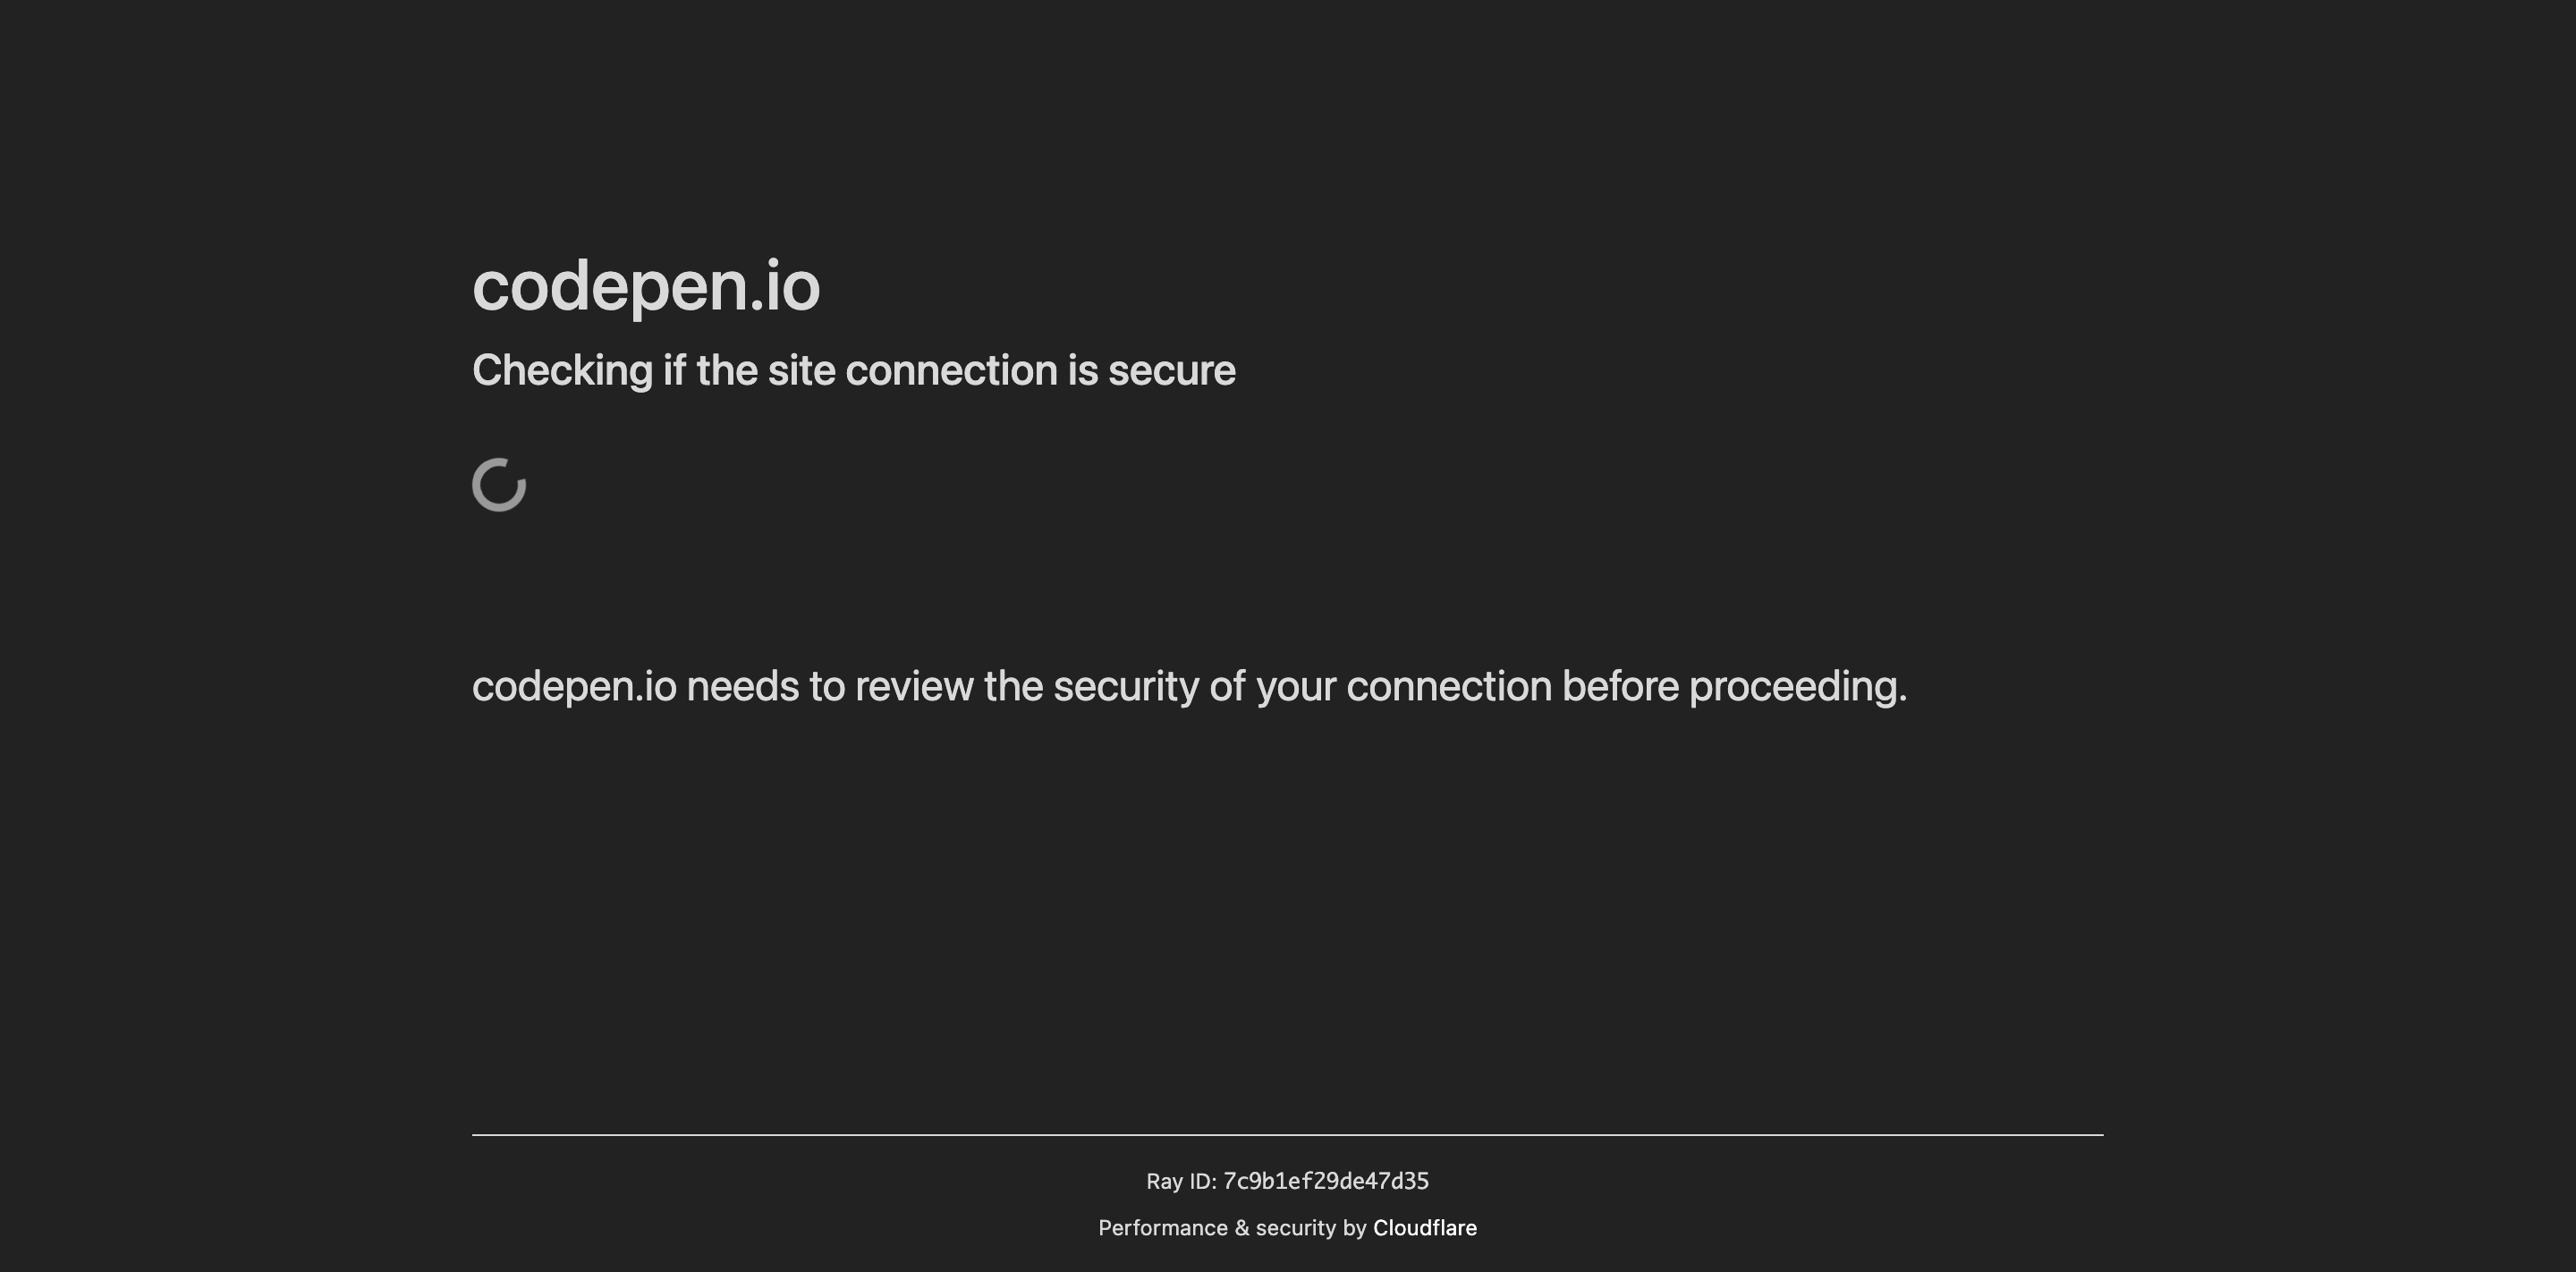 codepen.io
Checking if the site connection is secure
codepen.io needs to review the security of your connection before proceeding.
Ray ID: 7c9b1ef29de47d35
Performance & security by Cloudflare